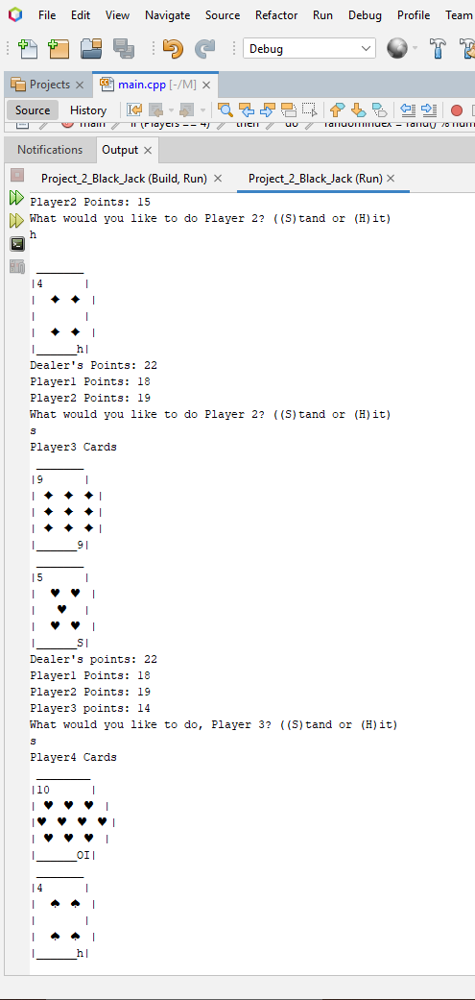 File Edit View Navigate Source Refactor Run Debug Profile Team
Debug
Projects main.cpp [-/M]
Source History
main if (Players == 4) then do randomIndex = rand() % num
Notifications Output
Project_2_Black_Jack (Build, Run) Project_2_Black_Jack (Run)
Player2 Points: 15
What would you like to do Player 2? ((S)tand or (H)it)
h
_______
|4      |
|  ♦ ♦  |
|       |
|  ♦ ♦  |
|______h|
Dealer's Points: 22
Player1 Points: 18
Player2 Points: 19
What would you like to do Player 2? ((S)tand or (H)it)
s
Player3 Cards
_______
|9      |
| ♦ ♦ ♦ |
| ♦ ♦ ♦ |
| ♦ ♦ ♦ |
|______9|
_______
|5      |
|  ♥ ♥  |
|   ♥   |
|  ♥ ♥  |
|______S|
Dealer's points: 22
Player1 Points: 18
Player2 Points: 19
Player3 points: 14
What would you like to do, Player 3? ((S)tand or (H)it)
s
Player4 Cards
________
|10      |
| ♥ ♥ ♥ |
|♥ ♥ ♥ ♥ |
| ♥ ♥ ♥ |
|______OI|
_______
|4      |
|  ♠ ♠  |
|       |
|  ♠ ♠  |
|______h|